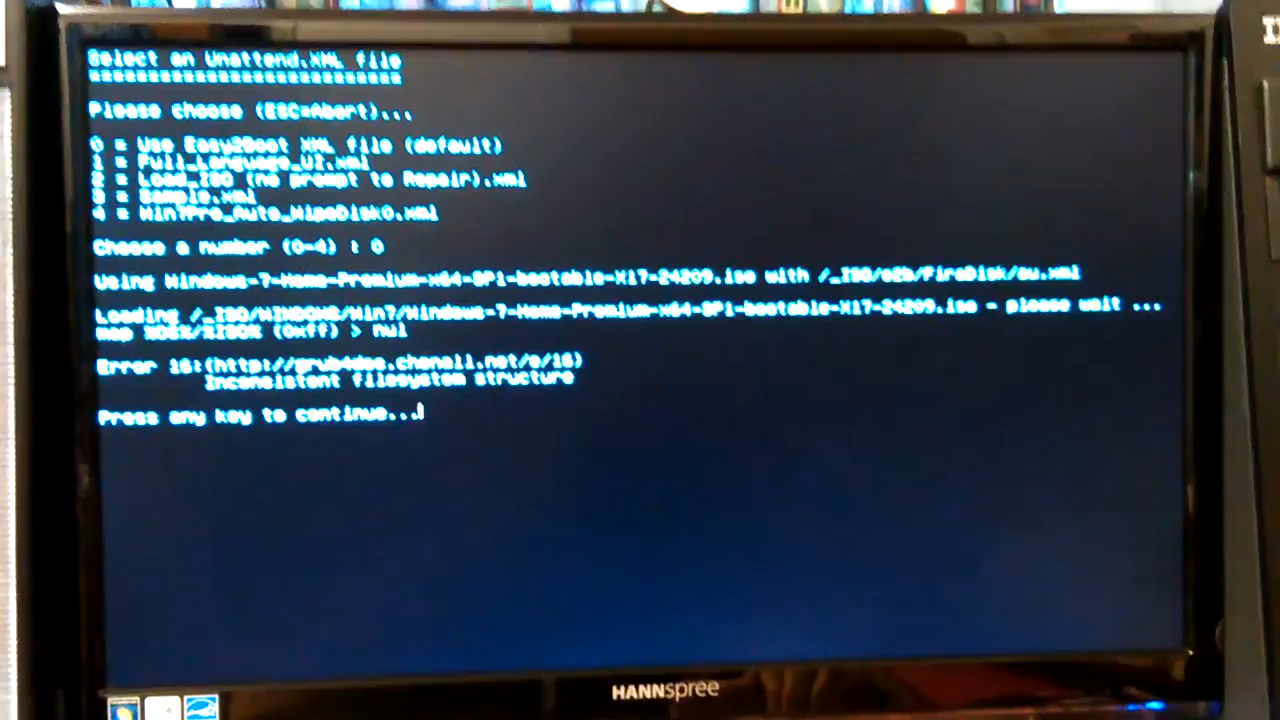 Select an Unattend.XML file
===========================
Please choose (ESC=Abort)...
0 = Use Easy2Boot XML file (default)
1 = Full_Language_UI.xml
2 = Load_ISO (no prompt to Repair).xml
3 = Sample.xml
4 = Win7Pro_Auto_WipeDisk0.xml
Choose a number (0-4) : 0
Using Windows-7-Home-Premium-x64-SP1-bootable-X17-24209.iso with /_ISO/e2b/FiraDisk/au.xml
Loading /_ISO/WINDOWS/Win7/Windows-7-Home-Premium-x64-SP1-bootable-X17-24209.iso - please wait ...
map %DEX%/%ISO% (0xff) > nul
Error 16:(http://grub4dos.chenall.net/e/16)
Inconsistent filesystem structure
Press any key to continue...
HANNspree